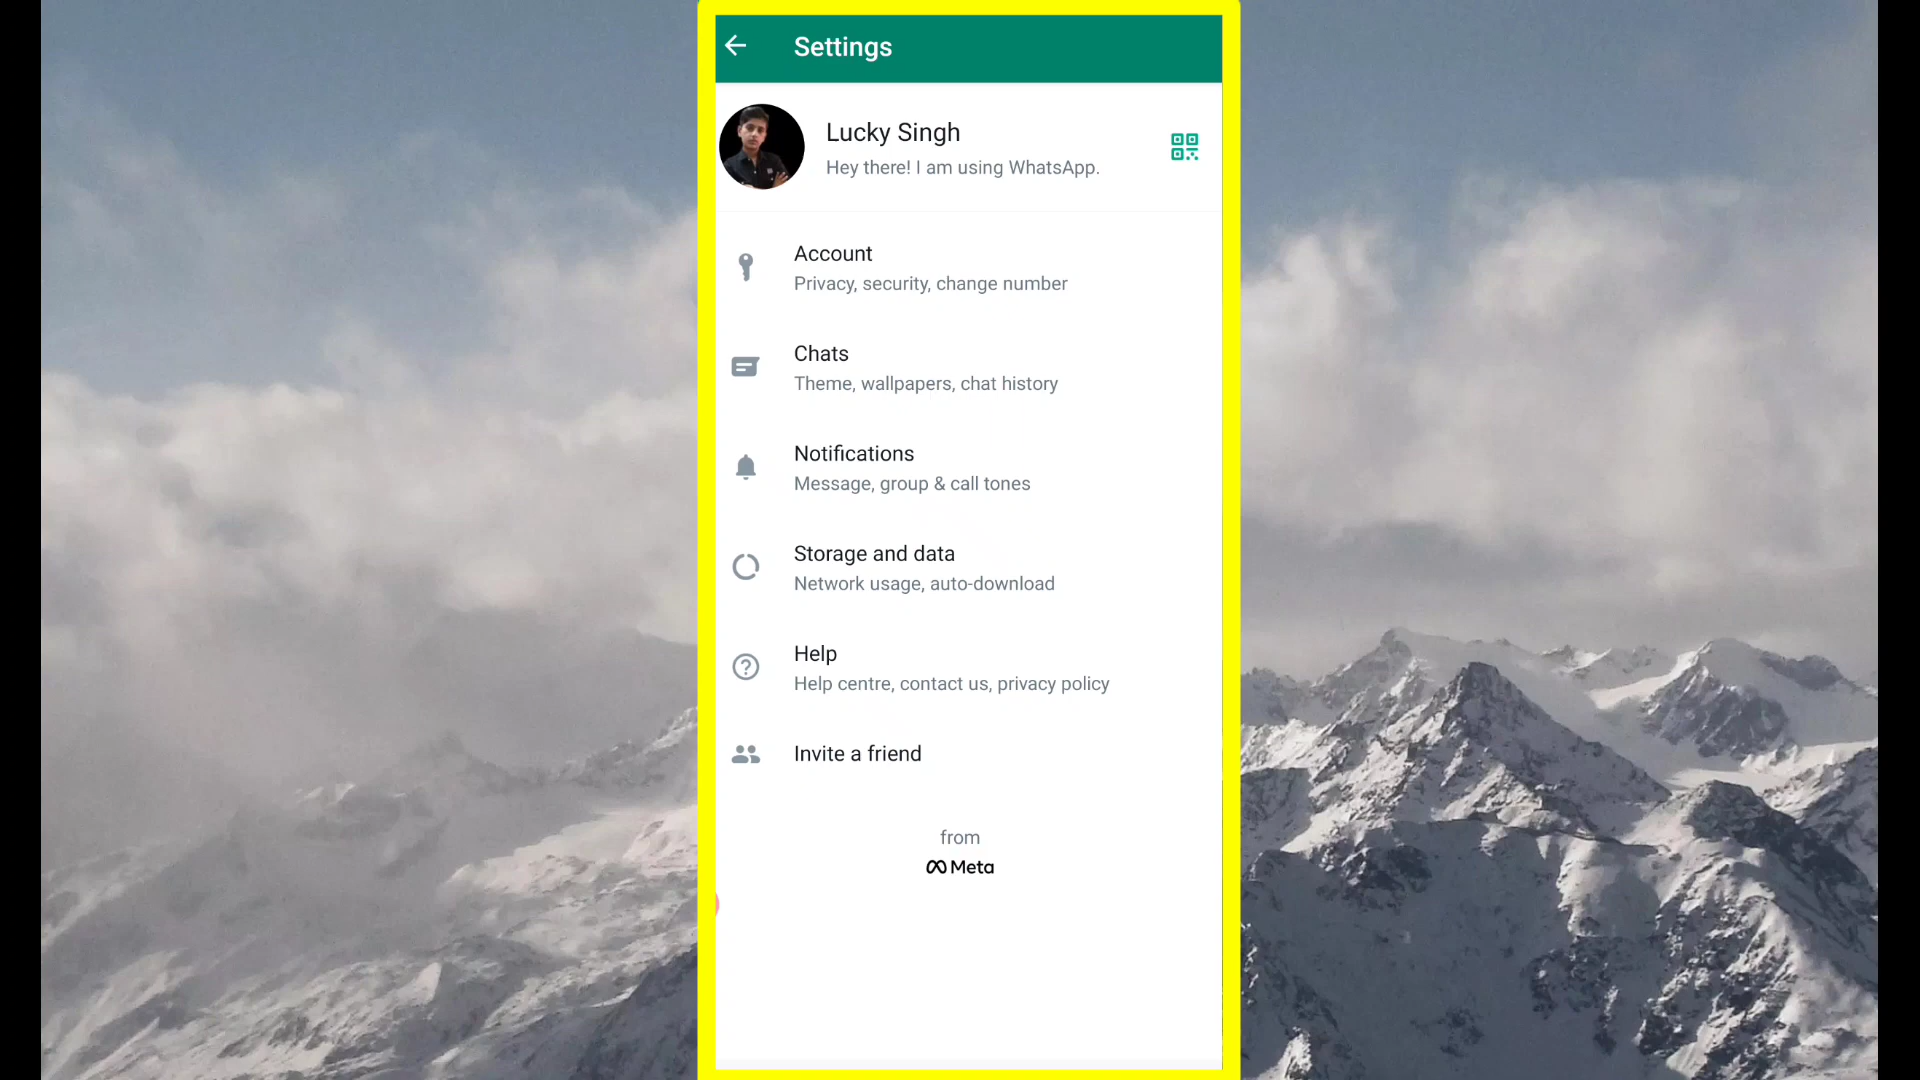 Settings
Lucky Singh
Hey there! I am using WhatsApp.
Account
Privacy, security, change number
Chats
Theme, wallpapers, chat history
Notifications
Message, group & call tones
Storage and data
Network usage, auto-download
Help
Help centre, contact us, privacy policy
Invite a friend
from
Meta